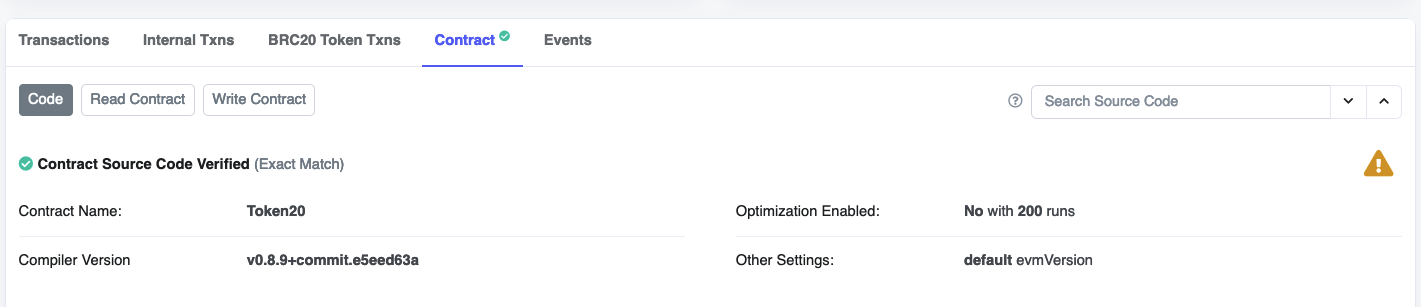 Transactions Internal Txns BRC20 Token Txns Contract Events
Code Read Contract Write Contract Search Source Code
Contract Source Code Verified (Exact Match)
Contract Name: Token20 Optimization Enabled: No with 200 runs
Compiler Version v0.8.9+commit.e5eed63a Other Settings: default evmVersion